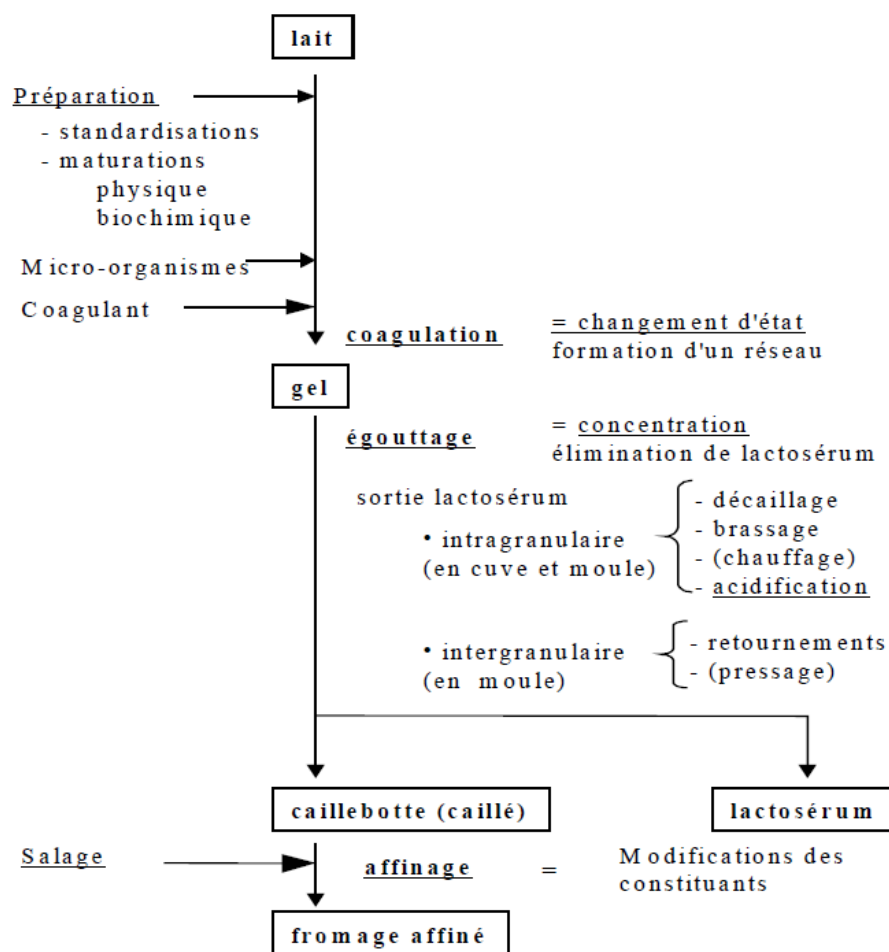 lait
Préparation
- standardisations
- maturations
physique
biochimique
Micro-organismes
Coagulant
coagulation
= changement d'état
formation d'un réseau
gel
égouttage
= concentration
élimination de lactosérum
sortie lactosérum
• intragranulaire
(en cuve et moule)
- décaillage
- brassage
- (chauffage)
- acidification
• intergranulaire
(en moule)
- retournements
- (pressage)
caillebotte (caillé)
lactosérum
Salage
affinage
=
Modifications des
constituants
fromage affiné